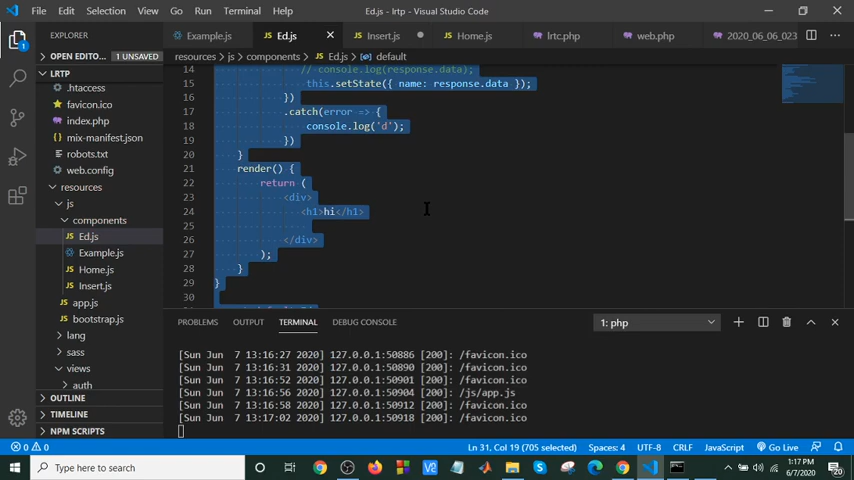 File Edit Selection View Go Run Terminal Help Ed.js - lrtp - Visual Studio Code
EXPLORER
Example.js Ed.js Insert.js Home.js lrtc.php web.php 2020_06_06_023
OPEN EDITO... 1 UNSAVED
resources > js > components > Ed.js > default
LRTP
.htaccess
favicon.ico
index.php
mix-manifest.json
robots.txt
web.config
resources
js
components
Ed.js
Example.js
Home.js
Insert.js
app.js
bootstrap.js
lang
sass
views
auth
OUTLINE
TIMELINE
NPM SCRIPTS
14 // console.log(response.data);
15 this.setState({ name: response.data });
16 })
17 .catch(error => {
18 console.log('d');
19 })
20 }
21 render() {
22 return (
23 <div>
24 <h1>hi</h1>
25
26 </div>
27 );
28 }
29 }
30
PROBLEMS OUTPUT TERMINAL DEBUG CONSOLE 1: php
[Sun Jun 7 13:16:27 2020] 127.0.0.1:50886 [200]: /favicon.ico
[Sun Jun 7 13:16:31 2020] 127.0.0.1:50890 [200]: /favicon.ico
[Sun Jun 7 13:16:52 2020] 127.0.0.1:50901 [200]: /favicon.ico
[Sun Jun 7 13:16:56 2020] 127.0.0.1:50904 [200]: /js/app.js
[Sun Jun 7 13:16:58 2020] 127.0.0.1:50912 [200]: /favicon.ico
[Sun Jun 7 13:17:02 2020] 127.0.0.1:50918 [200]: /favicon.ico
0 0 Ln 31, Col 19 (705 selected) Spaces: 4 UTF-8 CRLF JavaScript Go Live
Type here to search
1:17 PM
6/7/2020
20